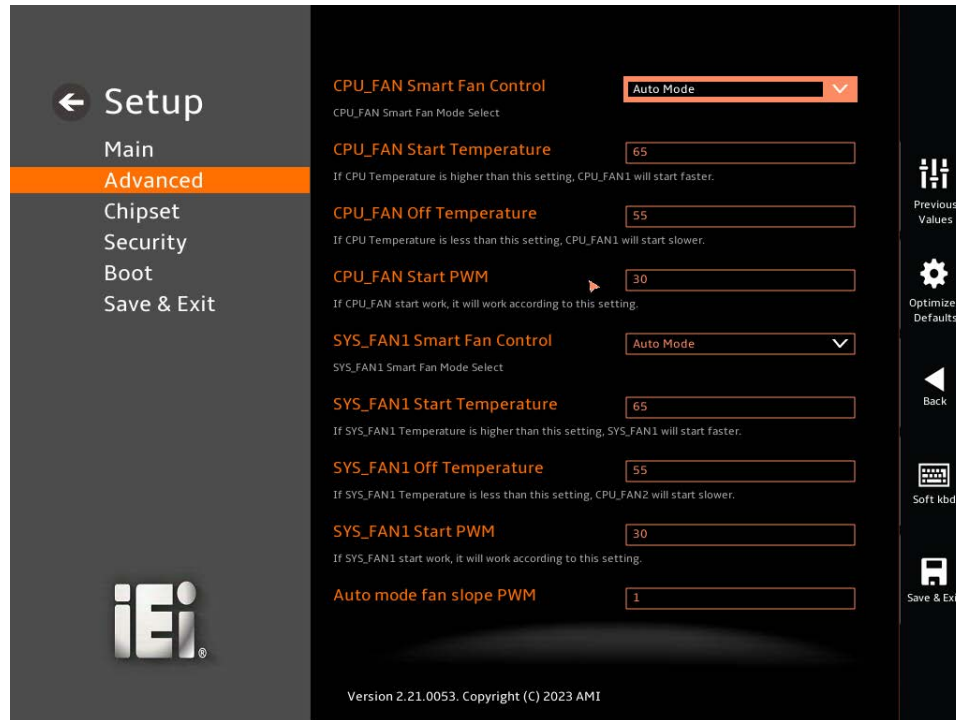 Setup
Main
Advanced
Chipset
Security
Boot
Save & Exit
CPU_FAN Smart Fan Control
Auto Mode
CPU_FAN Smart Fan Mode Select
CPU_FAN Start Temperature
65
If CPU Temperature is higher than this setting, CPU_FAN1 will start faster.
CPU_FAN Off Temperature
55
If CPU Temperature is less than this setting, CPU_FAN1 will start slower.
CPU_FAN Start PWM
30
If CPU_FAN start work, it will work according to this setting.
SYS_FAN1 Smart Fan Control
Auto Mode
SYS_FAN1 Smart Fan Mode Select
SYS_FAN1 Start Temperature
65
If SYS_FAN1 Temperature is higher than this setting, SYS_FAN1 will start faster.
SYS_FAN1 Off Temperature
55
If SYS_FAN1 Temperature is less than this setting, CPU_FAN2 will start slower.
SYS_FAN1 Start PWM
30
If SYS_FAN1 start work, it will work according to this setting.
Auto mode fan slope PWM
1
Version 2.21.0053. Copyright (C) 2023 AMI
Previous
Values
Optimize
Defaults
Back
Soft kbd
Save & Exi
iEi®